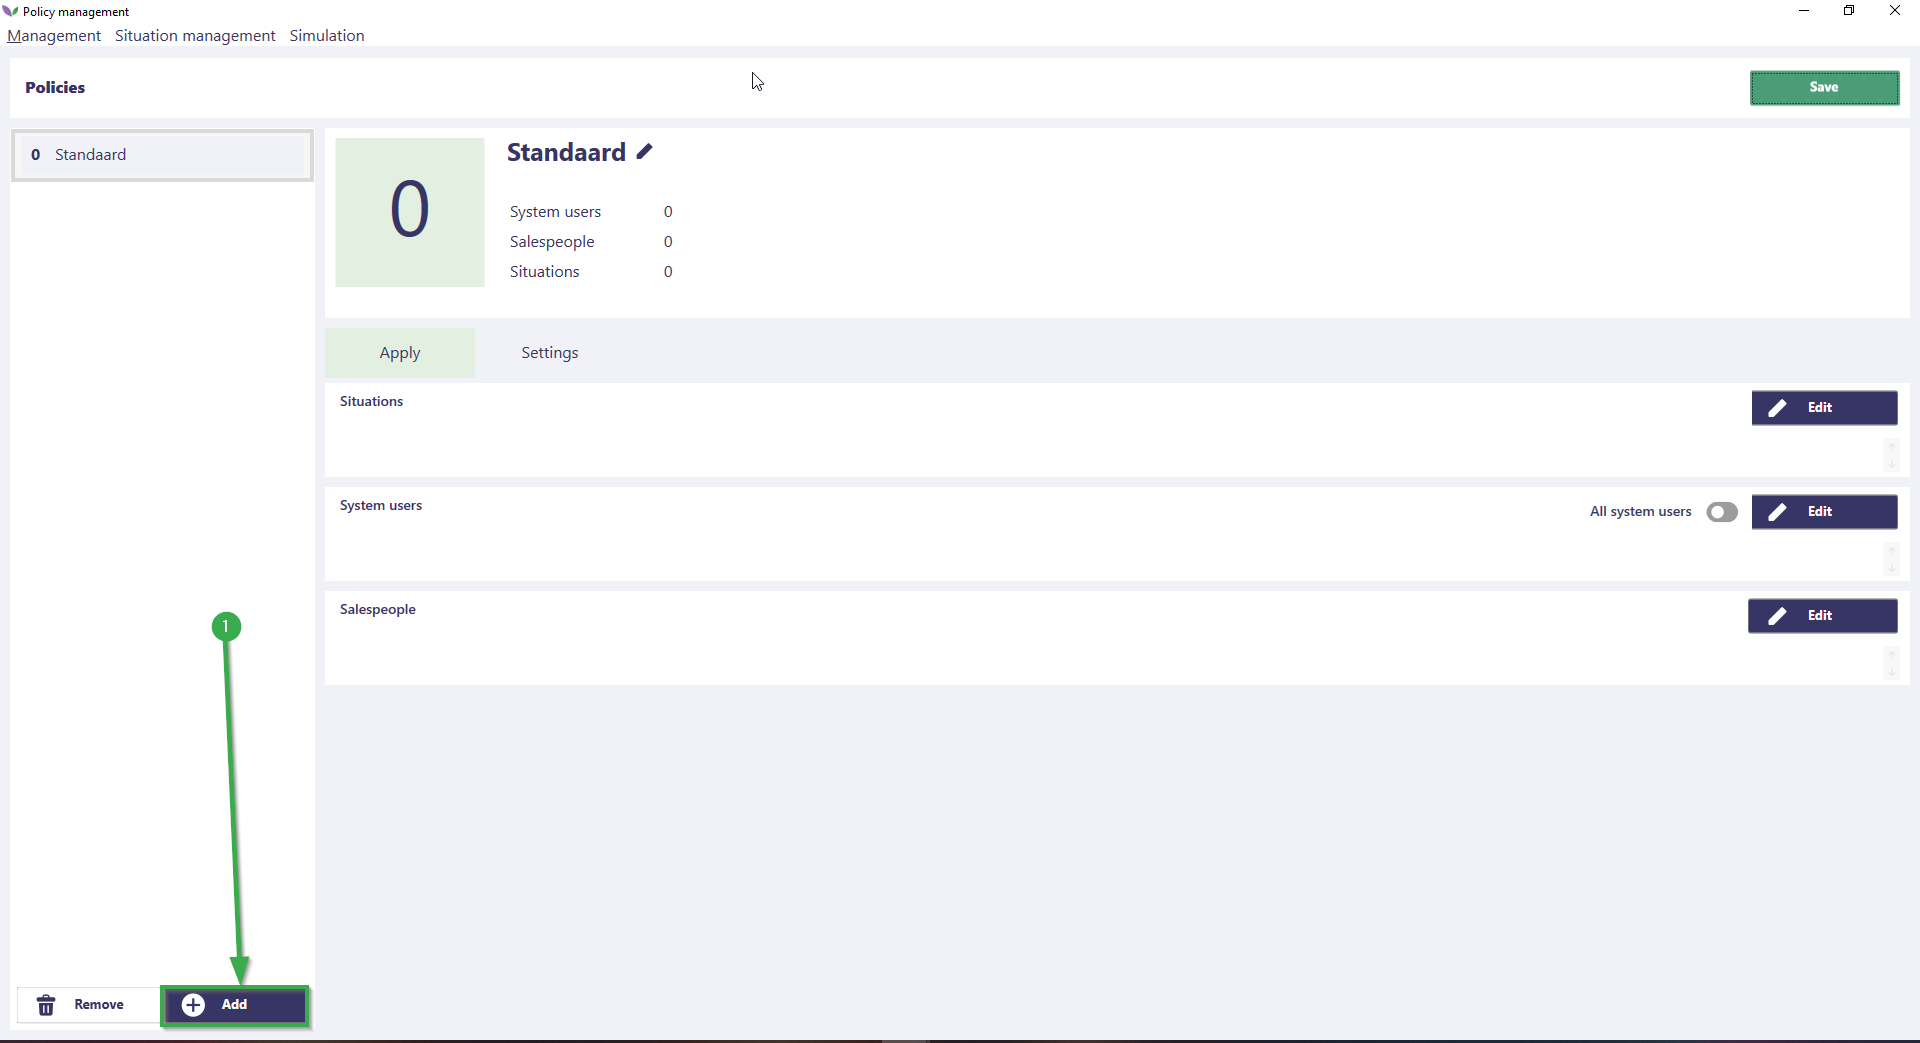 Policy management
Management Situation management Simulation
Policies
Save
0 Standaard
0
Standaard
System users 0
Salespeople 0
Situations 0
Apply Settings
Situations
Edit
System users
All system users
Edit
Salespeople
Edit
1
Remove
Add